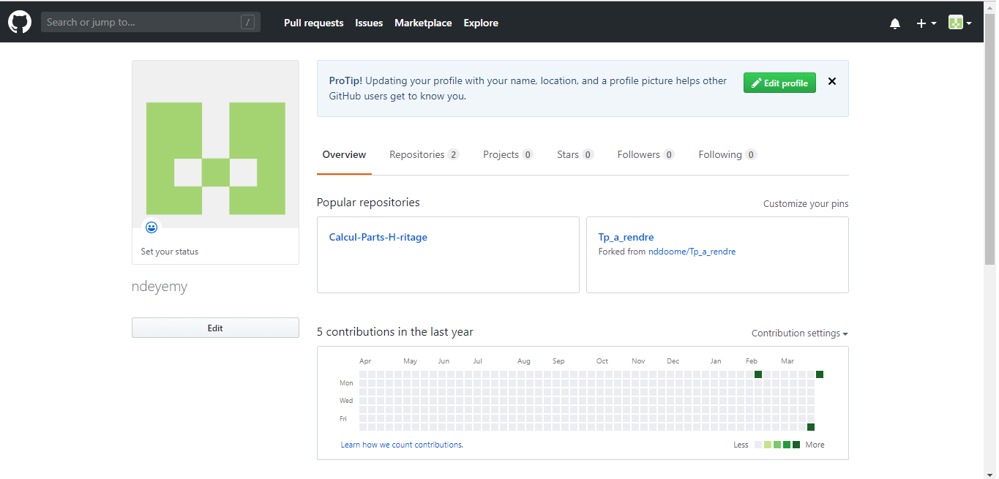 Search or jump to... /
Pull requests Issues Marketplace Explore
ProTip! Updating your profile with your name, location, and a profile picture helps other
GitHub users get to know you.
Edit profile
Overview Repositories 2 Projects 0 Stars 0 Followers 0 Following 0
Set your status
ndeyemy
Edit
Popular repositories
Customize your pins
Calcul-Parts-H-ritage
Tp_a_rendre
Forked from nddoome/Tp_a_rendre
5 contributions in the last year
Contribution settings
Apr May Jun Jul Aug Sep Oct Nov Dec Jan Feb Mar
Mon
Wed
Fri
Learn how we count contributions.
Less More